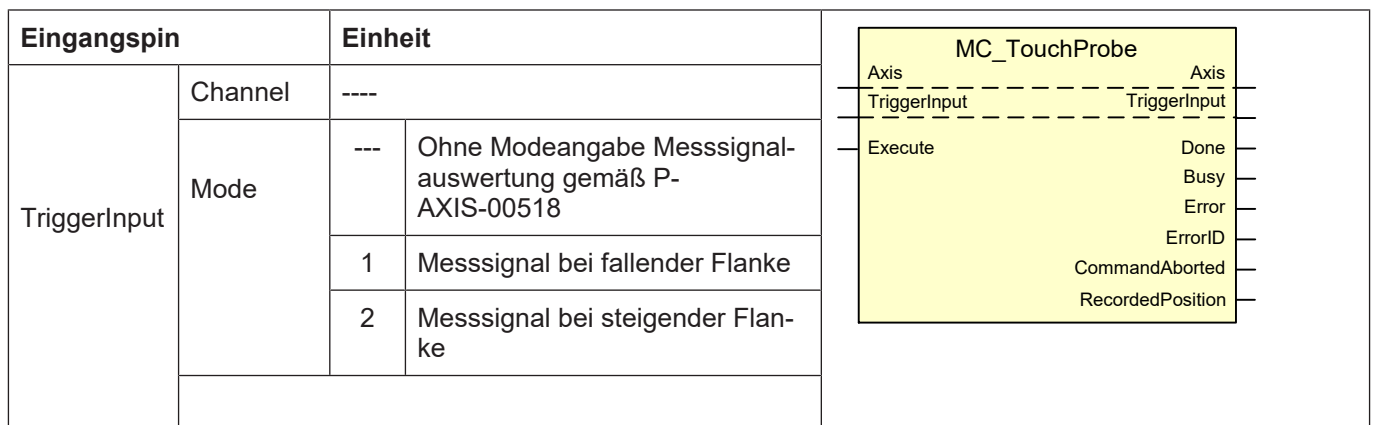 Eingangspin Einheit
TriggerInput
Channel ----
Mode
--- Ohne Modeangabe Messsignal-
auswertung gemäß P-
AXIS-00518
1 Messsignal bei fallender Flanke
2 Messsignal bei steigender Flan-
ke
MC_TouchProbe
Axis Axis
TriggerInput TriggerInput
Execute Done
Busy
Error
ErrorID
CommandAborted
RecordedPosition